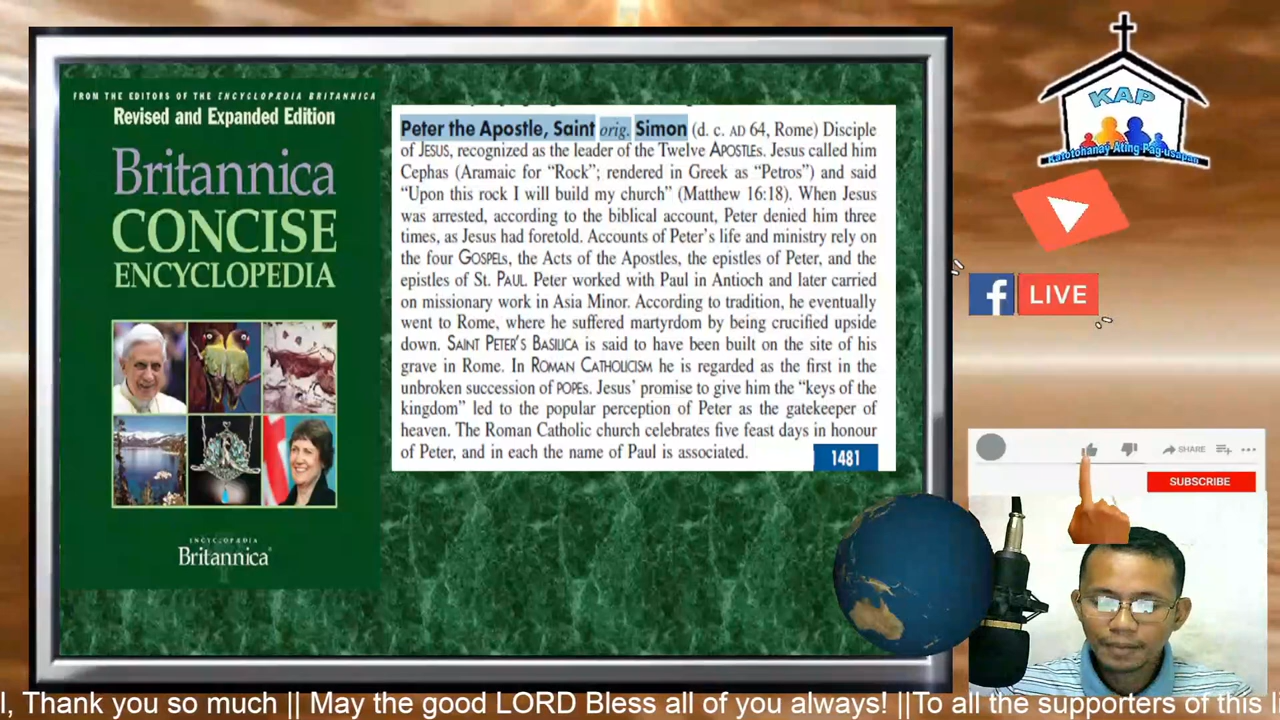 FROM THE EDITORS OF THE ENCYCLOPÆDIA BRITANNICA
Revised and Expanded Edition
Britannica
CONCISE
ENCYCLOPEDIA
ENCYCLOPÆDIA
Britannica®
Peter the Apostle, Saint orig. Simon (d. c. AD 64, Rome) Disciple
of JESUS, recognized as the leader of the Twelve APOSTLEs. Jesus called him
Cephas (Aramaic for “Rock”; rendered in Greek as “Petros”) and said
“Upon this rock I will build my church” (Matthew 16:18). When Jesus
was arrested, according to the biblical account, Peter denied him three
times, as Jesus had foretold. Accounts of Peter’s life and ministry rely on
the four GOSPELs, the Acts of the Apostles, the epistles of Peter, and the
epistles of St. PAUL. Peter worked with Paul in Antioch and later carried
on missionary work in Asia Minor. According to tradition, he eventually
went to Rome, where he suffered martyrdom by being crucified upside
down. SAINT PETER’S BASILICA is said to have been built on the site of his
grave in Rome. In ROMAN CATHOLICISM he is regarded as the first in the
unbroken succession of POPEs. Jesus’ promise to give him the “keys of the
kingdom” led to the popular perception of Peter as the gatekeeper of
heaven. The Roman Catholic church celebrates five feast days in honour
of Peter, and in each the name of Paul is associated.
1481
KAP
Katotohanay Ating Pag-usapan
f LIVE
SHARE
SUBSCRIBE
l, Thank you so much || May the good LORD Bless all of you always! ||To all the supporters of this l